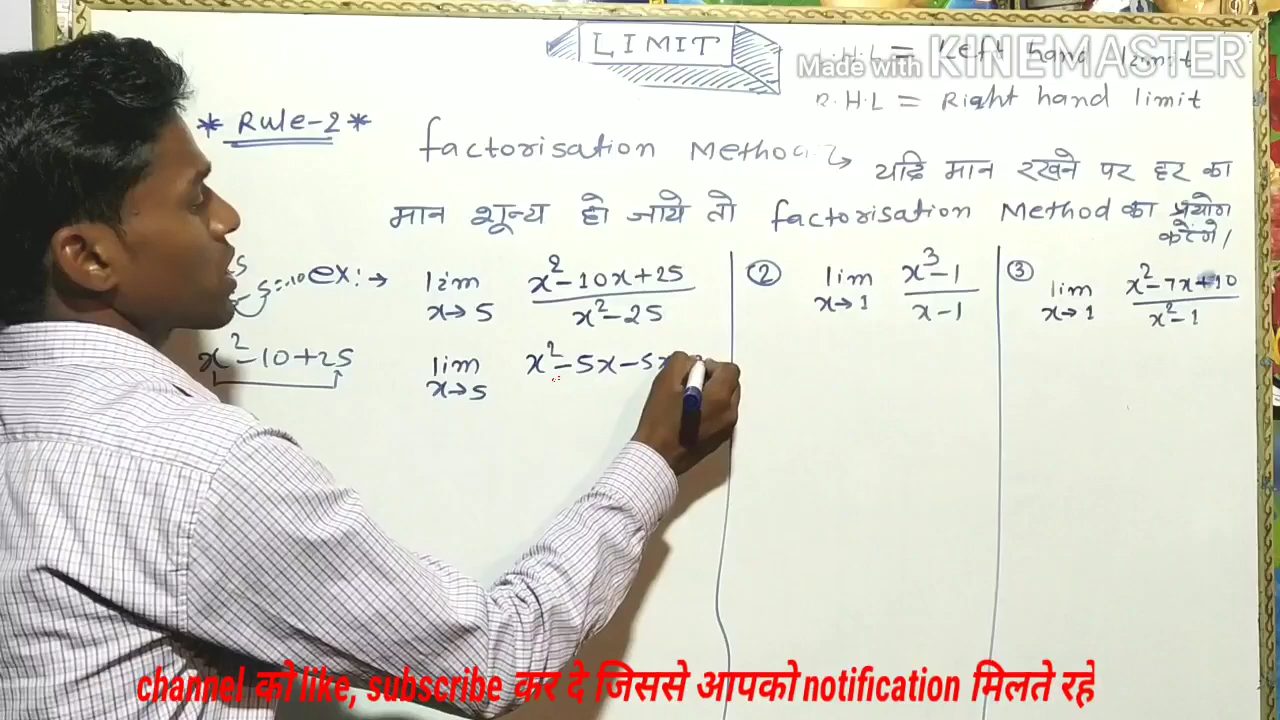 LIMIT
L.H.L = Left hand limit
Made with KINEMASTER
R.H.L = Right hand limit
* Rule-2 *
factorisation Method → यदि मान रखने पर हर का
मान शून्य हो जाये तो factorisation Method का प्रयोग
करेंगे।
ex:→ lim x→5 x²-10x+25 / x²-25
② lim x→1 x³-1 / x-1
③ lim x→1 x²-7x+10 / x²-1
x²-10+25
lim x→5 x²-5x-5x
channel को like, subscribe कर दे जिससे आपको notification मिलते रहे